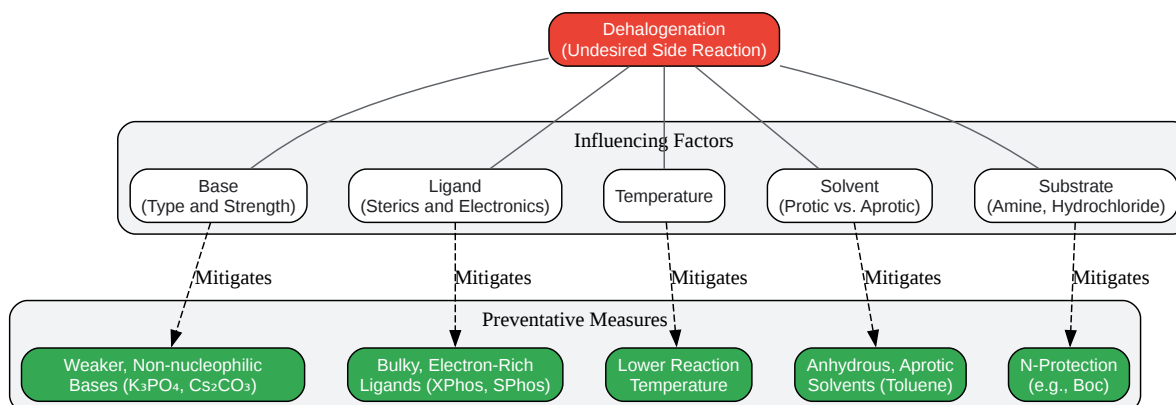 Dehalogenation
(Undesired Side Reaction)
Influencing Factors
Base
(Type and Strength)
Ligand
(Sterics and Electronics)
Temperature
Solvent
(Protic vs. Aprotic)
Substrate
(Amine, Hydrochloride)
Mitigates
Mitigates
Mitigates
Mitigates
Mitigates
Preventative Measures
Weaker, Non-nucleophilic
Bases (K₃PO₄, Cs₂CO₃)
Bulky, Electron-Rich
Ligands (XPhos, SPhos)
Lower Reaction
Temperature
Anhydrous, Aprotic
Solvents (Toluene)
N-Protection
(e.g., Boc)